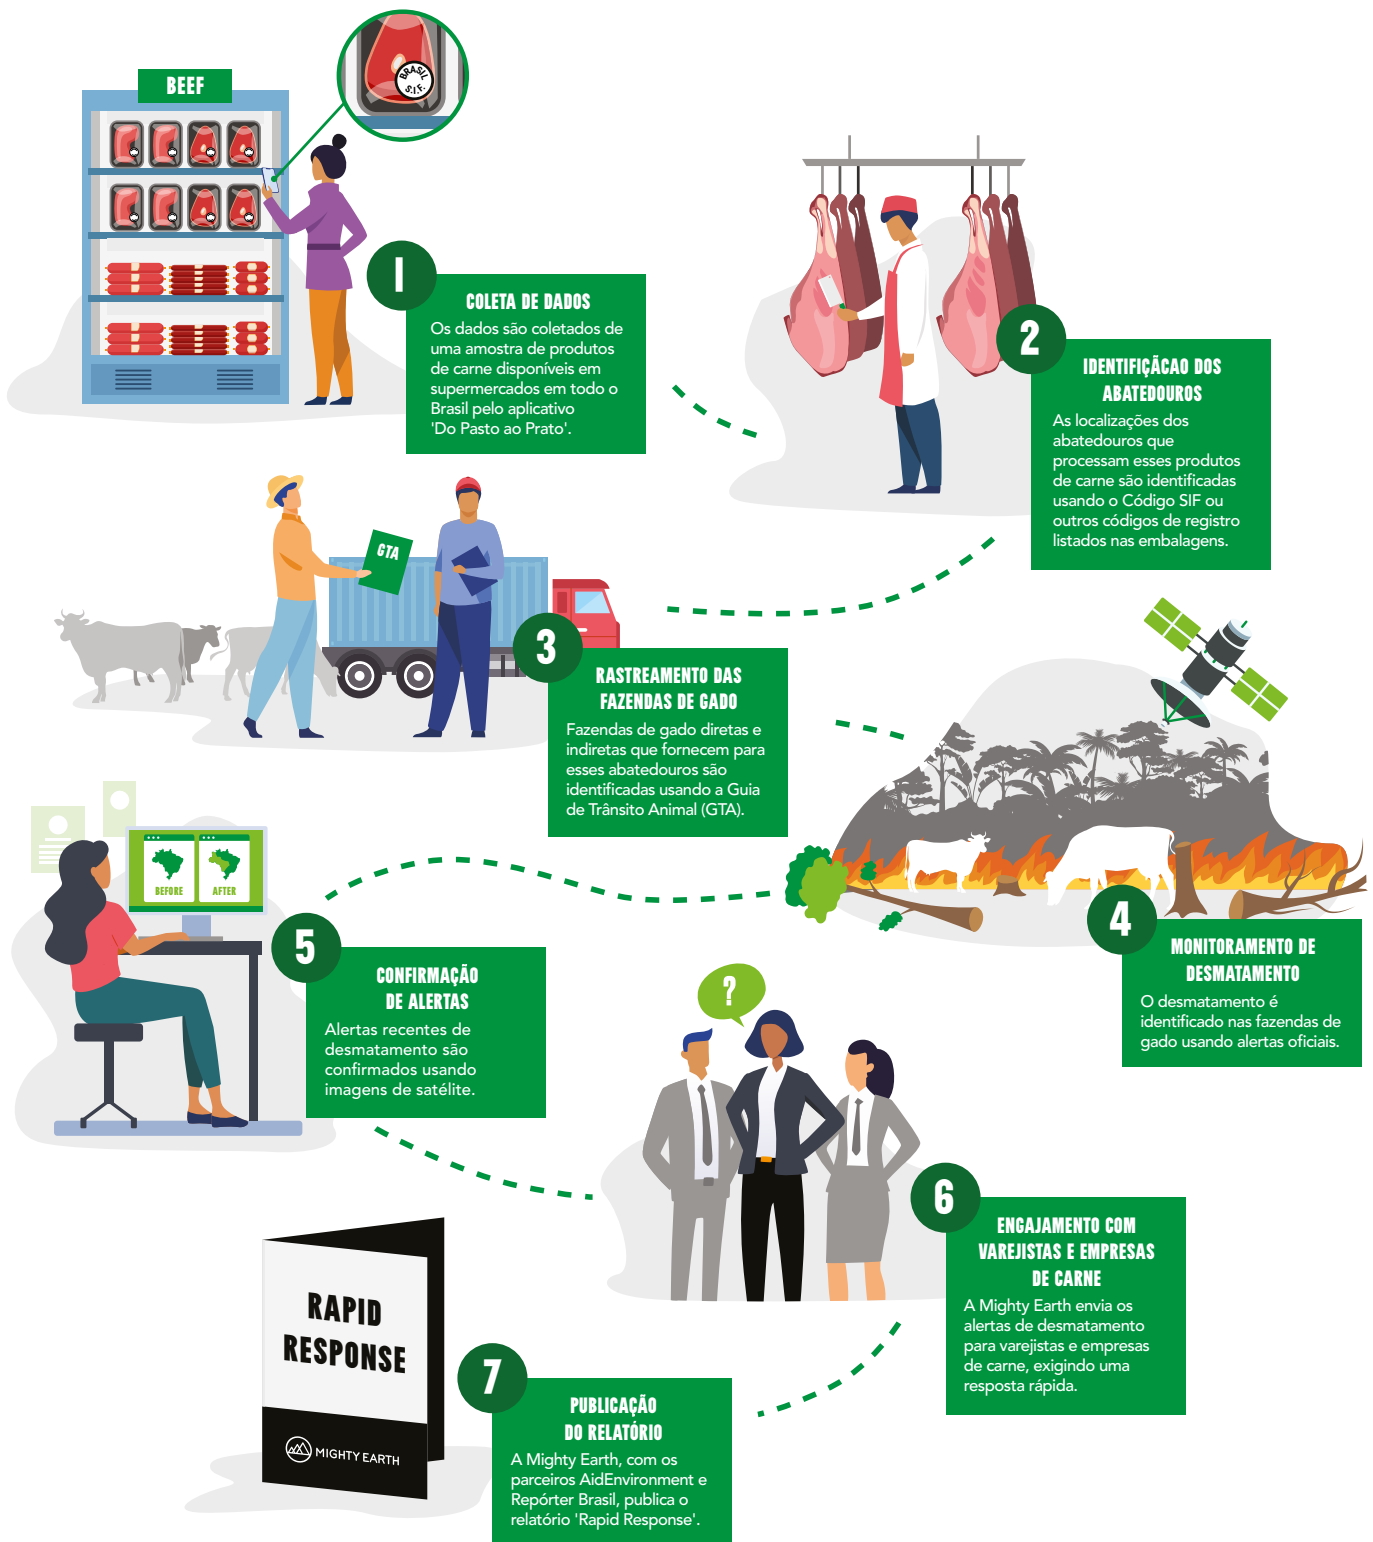 BEEF
BRASIL
S.I.F.
1
COLETA DE DADOS
Os dados são coletados de
uma amostra de produtos
de carne disponíveis em
supermercados em todo o
Brasil pelo aplicativo
'Do Pasto ao Prato'.
2
IDENTIFIÇÃCAO DOS
ABATEDOUROS
As localizações dos
abatedouros que
processam esses produtos
de carne são identificadas
usando o Código SIF ou
outros códigos de registro
listados nas embalagens.
GTA
3
RASTREAMENTO DAS
FAZENDAS DE GADO
Fazendas de gado diretas e
indiretas que fornecem para
esses abatedouros são
identificadas usando a Guia
de Trânsito Animal (GTA).
4
MONITORAMENTO DE
DESMATAMENTO
O desmatamento é
identificado nas fazendas de
gado usando alertas oficiais.
BEFORE
AFTER
5
CONFIRMAÇÃO
DE ALERTAS
Alertas recentes de
desmatamento são
confirmados usando
imagens de satélite.
?
6
ENGAJAMENTO COM
VAREJISTAS E EMPRESAS
DE CARNE
A Mighty Earth envia os
alertas de desmatamento
para varejistas e empresas
de carne, exigindo uma
resposta rápida.
RAPID
RESPONSE
MIGHTY EARTH
7
PUBLICAÇÃO
DO RELATÓRIO
A Mighty Earth, com os
parceiros AidEnvironment e
Repórter Brasil, publica o
relatório 'Rapid Response'.